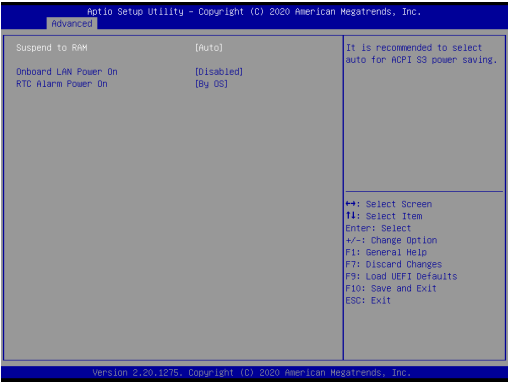 Aptio Setup Utility – Copyright (C) 2020 American Megatrends, Inc.
Advanced
Suspend to RAM [Auto]
Onboard LAN Power On [Disabled]
RTC Alarm Power On [By OS]
It is recommended to select
auto for ACPI S3 power saving.
↔: Select Screen
↑↓: Select Item
Enter: Select
+/-: Change Option
F1: General Help
F7: Discard Changes
F9: Load UEFI Defaults
F10: Save and Exit
ESC: Exit
Version 2.20.1275. Copyright (C) 2020 American Megatrends, Inc.